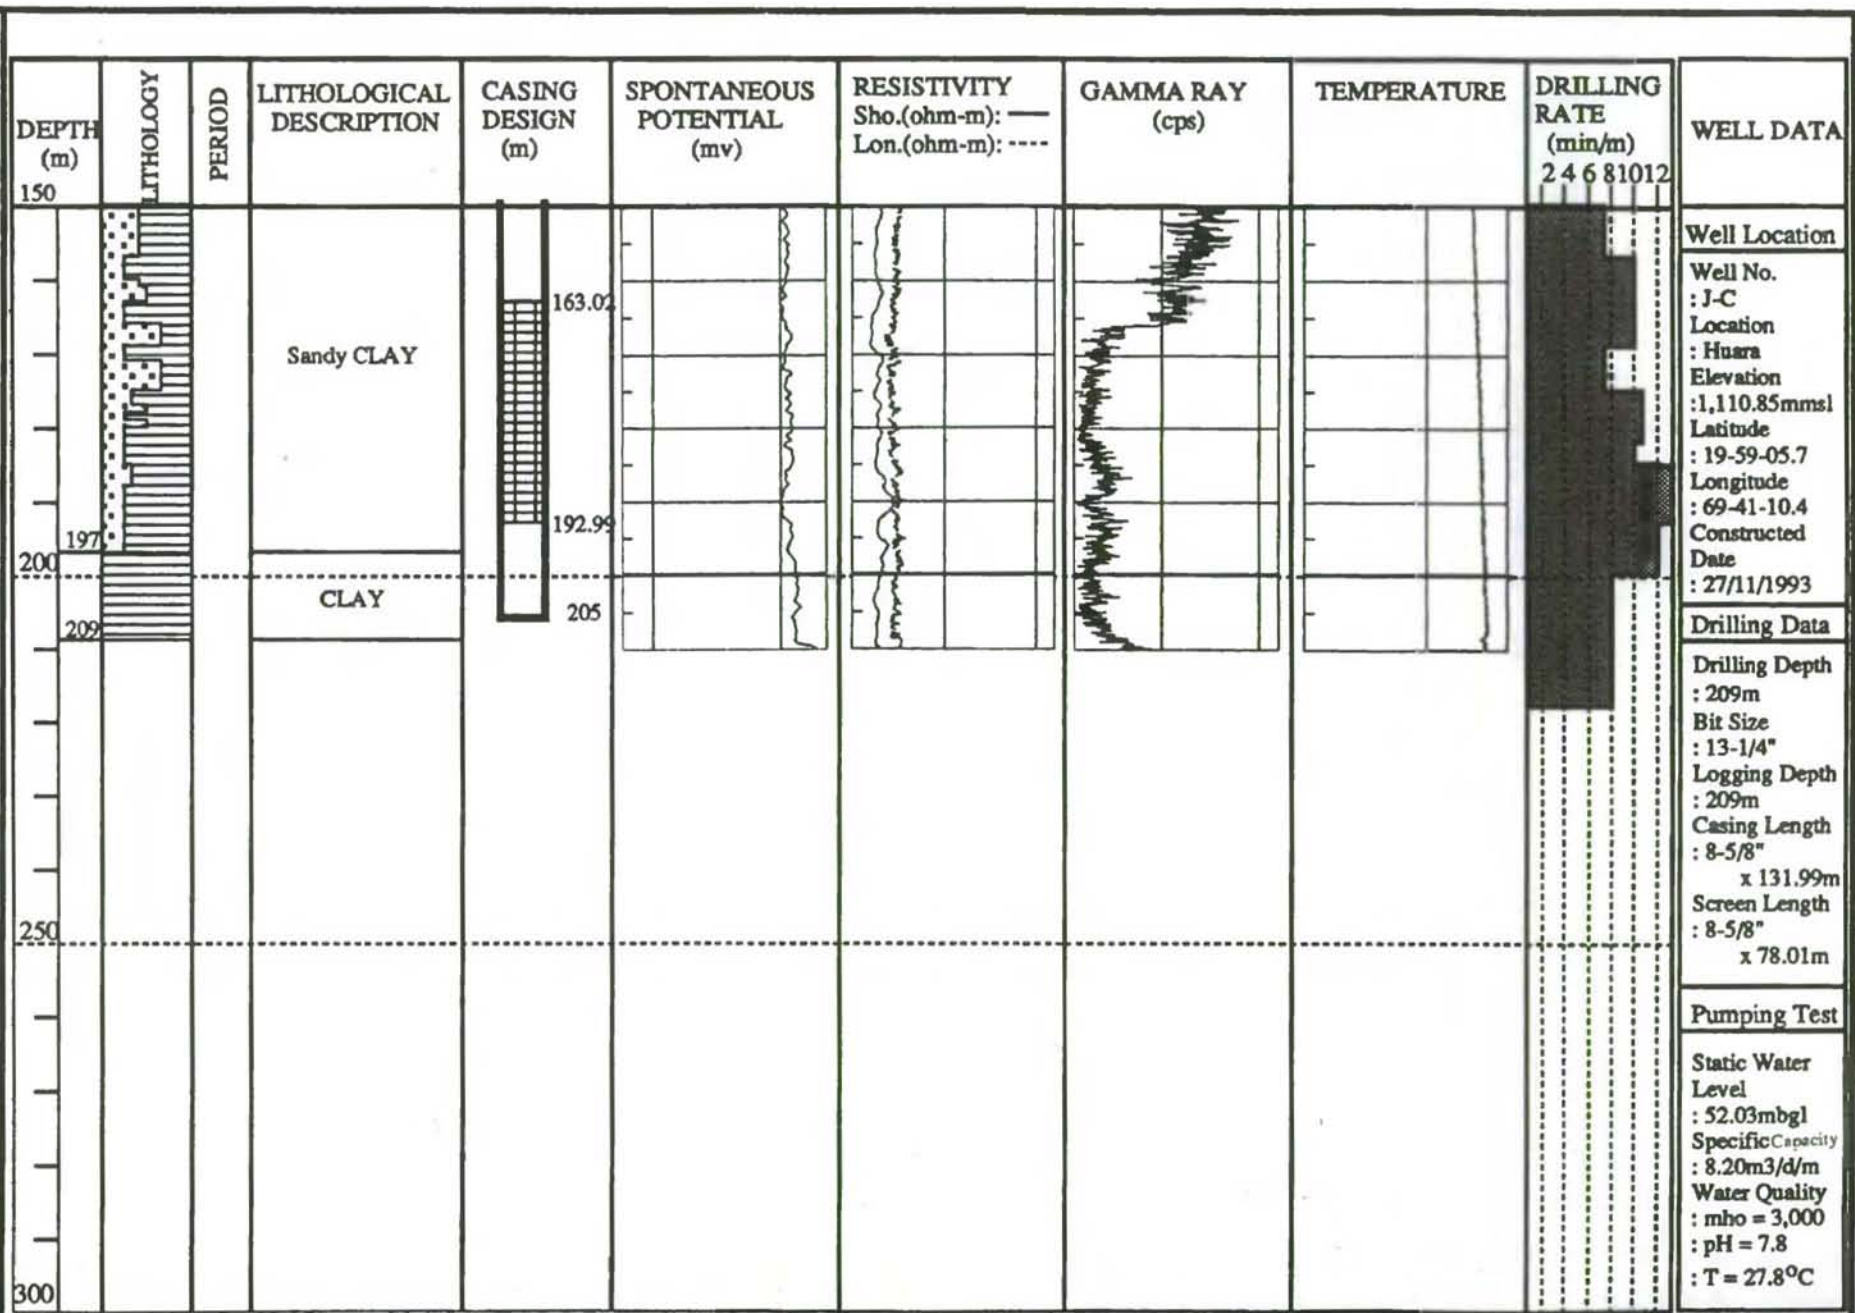 DEPTH
(m)
150
LITHOLOGY
PERIOD
LITHOLOGICAL
DESCRIPTION
CASING
DESIGN
(m)
SPONTANEOUS
POTENTIAL
(mv)
RESISTIVITY
Sho.(ohm-m):
Lon.(ohm-m):
GAMMA RAY
(cps)
TEMPERATURE
DRILLING
RATE
(min/m)
2 4 6 8 10 12
WELL DATA
163.02
Sandy CLAY
192.99
197
200
CLAY
205
209
250
300
Well Location
Well No.
: J-C
Location
: Huara
Elevation
:1,110.85mmsl
Latitude
: 19-59-05.7
Longitude
: 69-41-10.4
Constructed
Date
: 27/11/1993
Drilling Data
Drilling Depth
: 209m
Bit Size
: 13-1/4"
Logging Depth
: 209m
Casing Length
: 8-5/8"
x 131.99m
Screen Length
: 8-5/8"
x 78.01m
Pumping Test
Static Water
Level
: 52.03mbgl
Specific Capacity
: 8.20m3/d/m
Water Quality
: mho = 3,000
: pH = 7.8
: T = 27.8°C